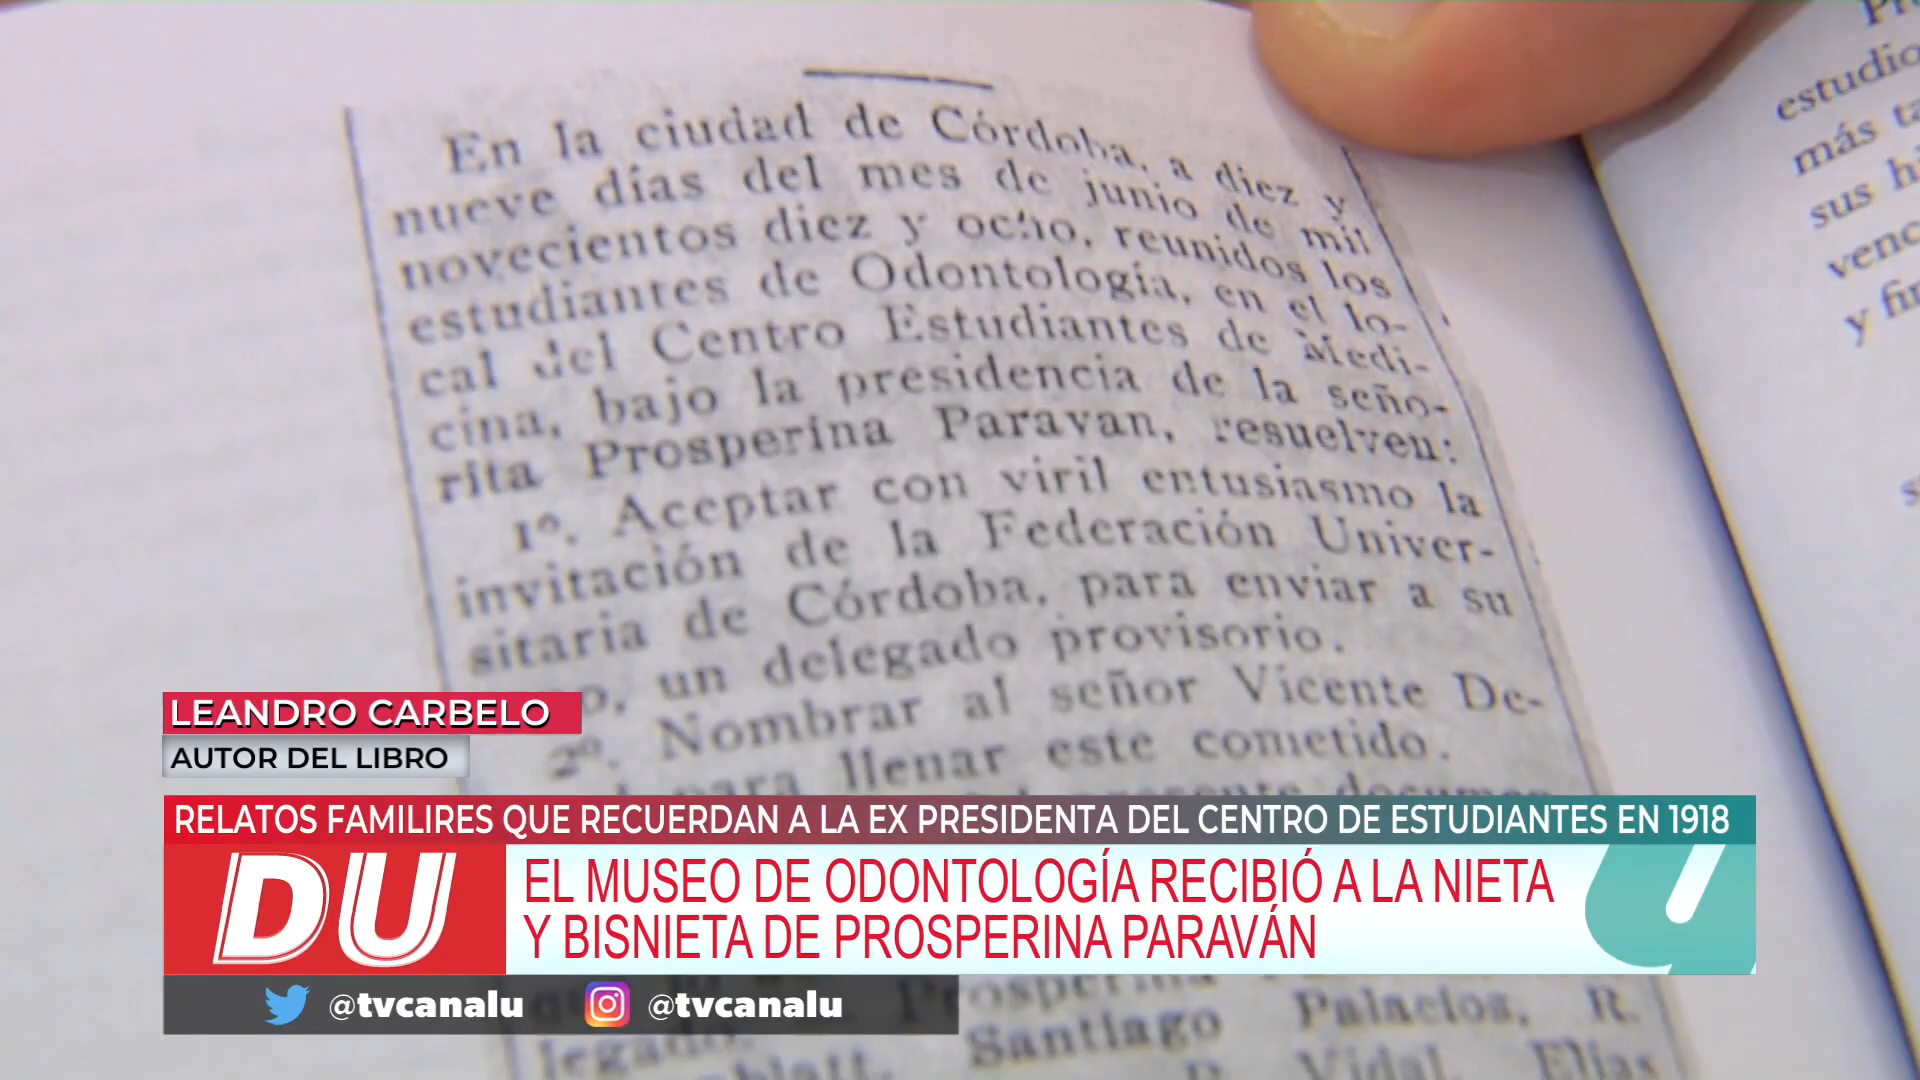 En la ciudad de Córdoba, a diez y
nueve días del mes de junio de mil
novecientos diez y ocho, reunidos los
estudiantes de Odontología, en el lo-
cal del Centro Estudiantes de Medi-
cina, bajo la presidencia de la seño-
rita Prosperina Paravan, resuelven:
1º. Aceptar con viril entusiasmo la
invitación de la Federación Univer-
sitaria de Córdoba, para enviar a su
un delegado provisorio.
2º. Nombrar al señor Vicente De-
para llenar este cometido.
Santiago Palacios, R.
Vidal, Elías
estudio
más
sus
y
LEANDRO CARBELO
AUTOR DEL LIBRO
RELATOS FAMILIRES QUE RECUERDAN A LA EX PRESIDENTA DEL CENTRO DE ESTUDIANTES EN 1918
DU
EL MUSEO DE ODONTOLOGÍA RECIBIÓ A LA NIETA
Y BISNIETA DE PROSPERINA PARAVÁN
@tvcanalu
@tvcanalu